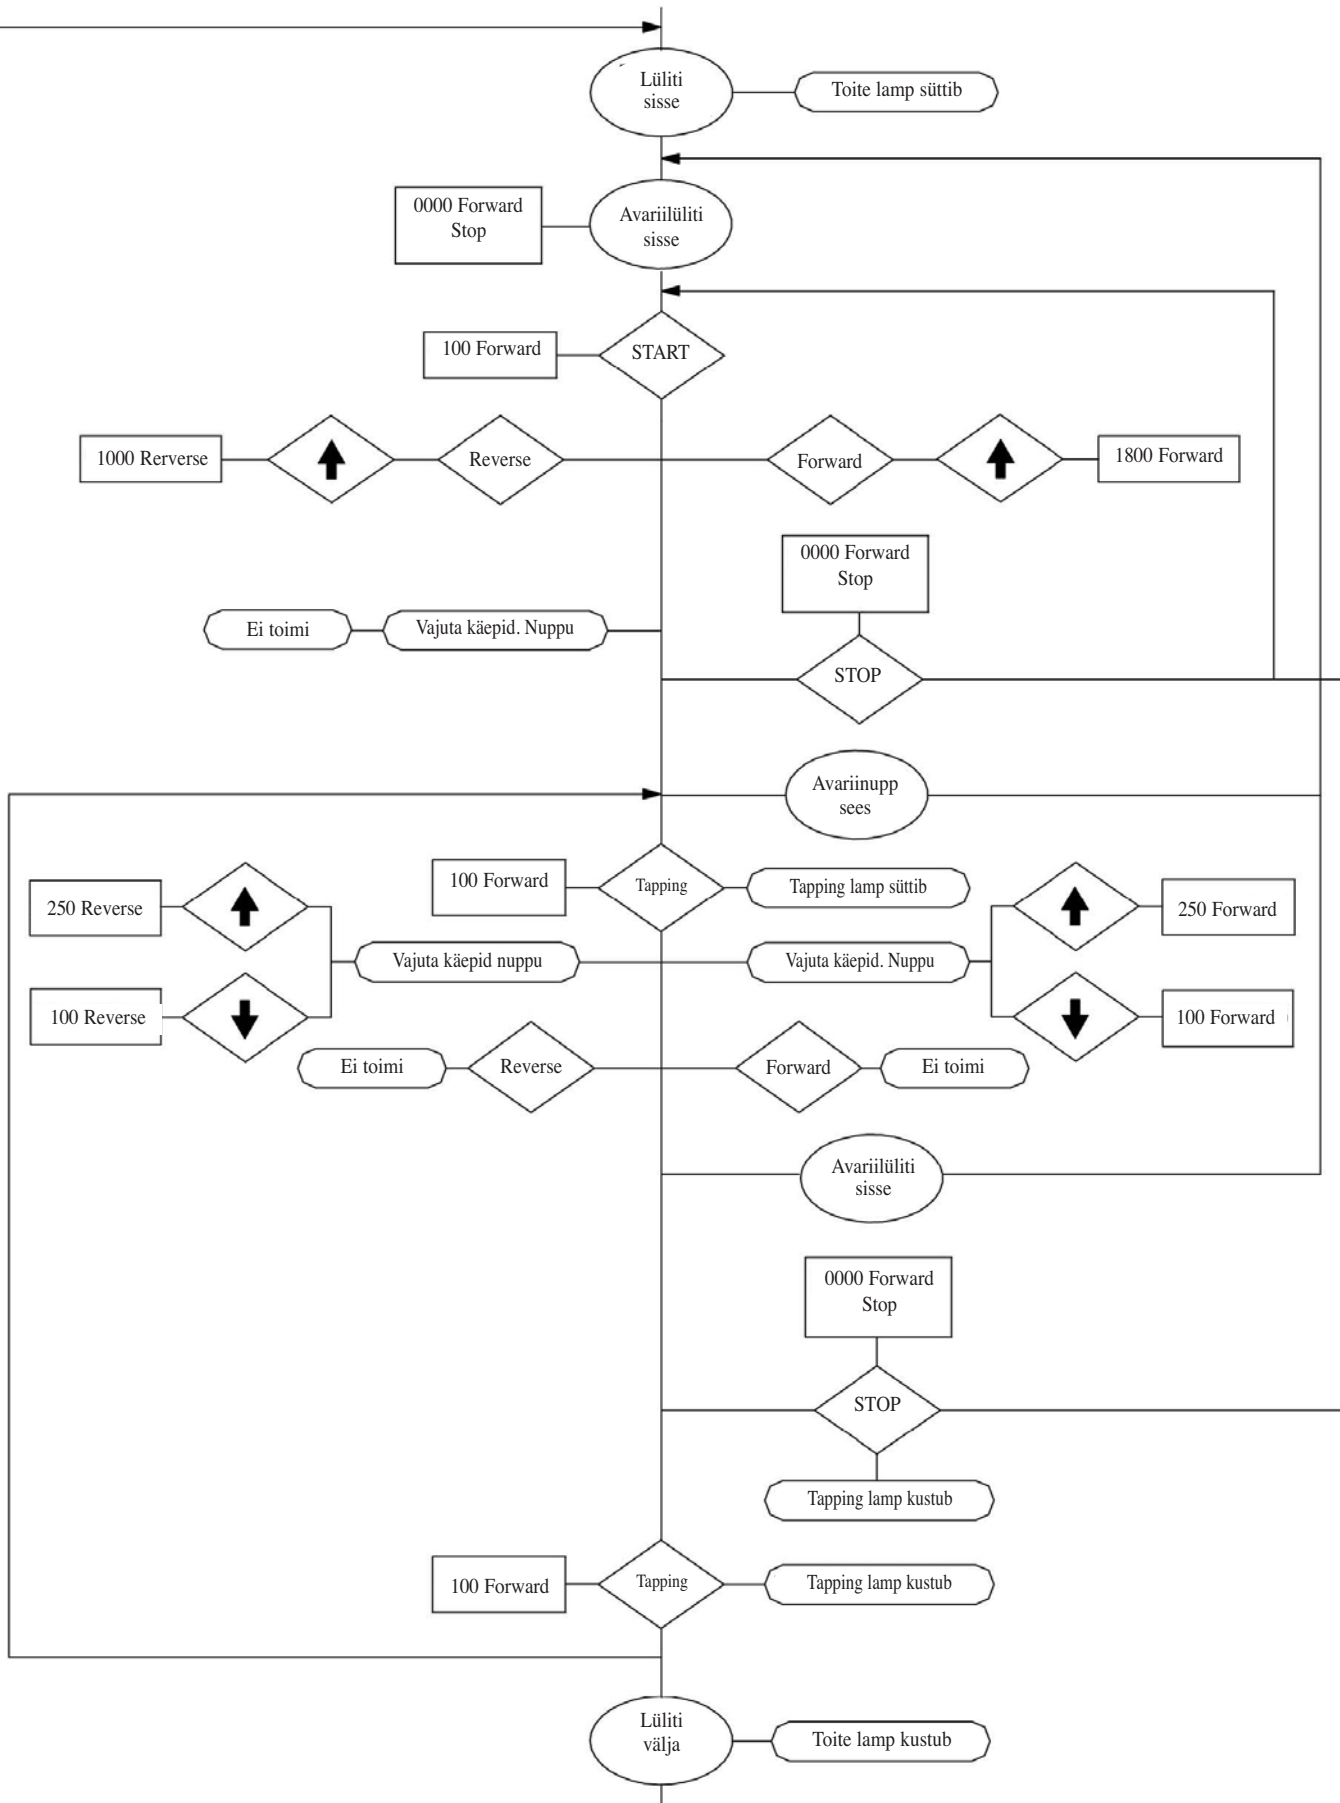 Lüliti
sisse
Toite lamp süttib
0000 Forward
Stop
Avariilüliti
sisse
100 Forward
START
1000 Rerverse
Reverse
Forward
1800 Forward
0000 Forward
Stop
Ei toimi
Vajuta käepid. Nuppu
STOP
Avariinupp
sees
100 Forward
Tapping
Tapping lamp süttib
250 Reverse
250 Forward
Vajuta käepid nuppu
Vajuta käepid. Nuppu
100 Reverse
100 Forward
Ei toimi
Reverse
Forward
Ei toimi
Avariilüliti
sisse
0000 Forward
Stop
STOP
Tapping lamp kustub
100 Forward
Tapping
Tapping lamp kustub
Lüliti
välja
Toite lamp kustub